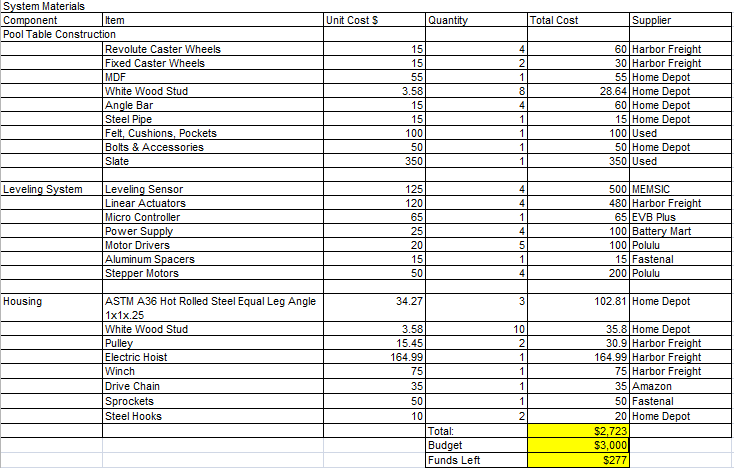 System Materials
Component Item Unit Cost $ Quantity Total Cost Supplier
Pool Table Construction
Revolute Caster Wheels 15 4 60 Harbor Freight
Fixed Caster Wheels 15 2 30 Harbor Freight
MDF 55 1 55 Home Depot
White Wood Stud 3.58 8 28.64 Home Depot
Angle Bar 15 4 60 Home Depot
Steel Pipe 15 1 15 Home Depot
Felt, Cushions, Pockets 100 1 100 Used
Bolts & Accessories 50 1 50 Home Depot
Slate 350 1 350 Used
Leveling System Leveling Sensor 125 4 500 MEMSIC
Linear Actuators 120 4 480 Harbor Freight
Micro Controller 65 1 65 EVB Plus
Power Supply 25 4 100 Battery Mart
Motor Drivers 20 5 100 Polulu
Aluminum Spacers 15 1 15 Fastenal
Stepper Motors 50 4 200 Polulu
Housing ASTM A36 Hot Rolled Steel Equal Leg Angle 34.27 3 102.81 Home Depot
1x1x.25
White Wood Stud 3.58 10 35.8 Home Depot
Pulley 15.45 2 30.9 Harbor Freight
Electric Hoist 164.99 1 164.99 Harbor Freight
Winch 75 1 75 Harbor Freight
Drive Chain 35 1 35 Amazon
Sprockets 50 1 50 Fastenal
Steel Hooks 10 2 20 Home Depot
Total: $2,723
Budget $3,000
Funds Left $277